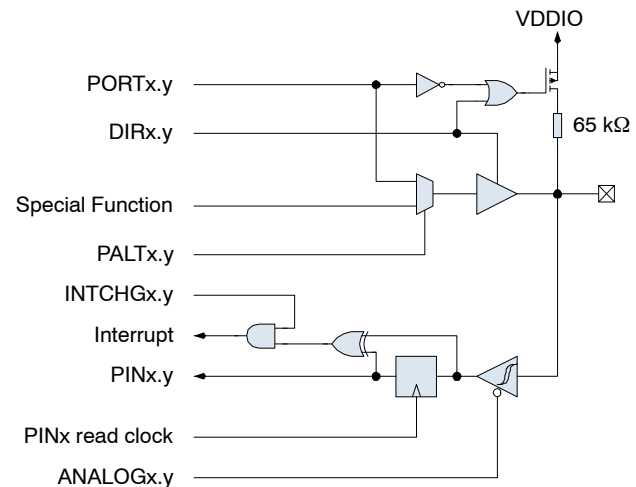 VDDIO
PORTx.y
65 kΩ
DIRx.y
Special Function
PALTx.y
INTCHGx.y
Interrupt
PINx.y
PINx read clock
ANALOGx.y